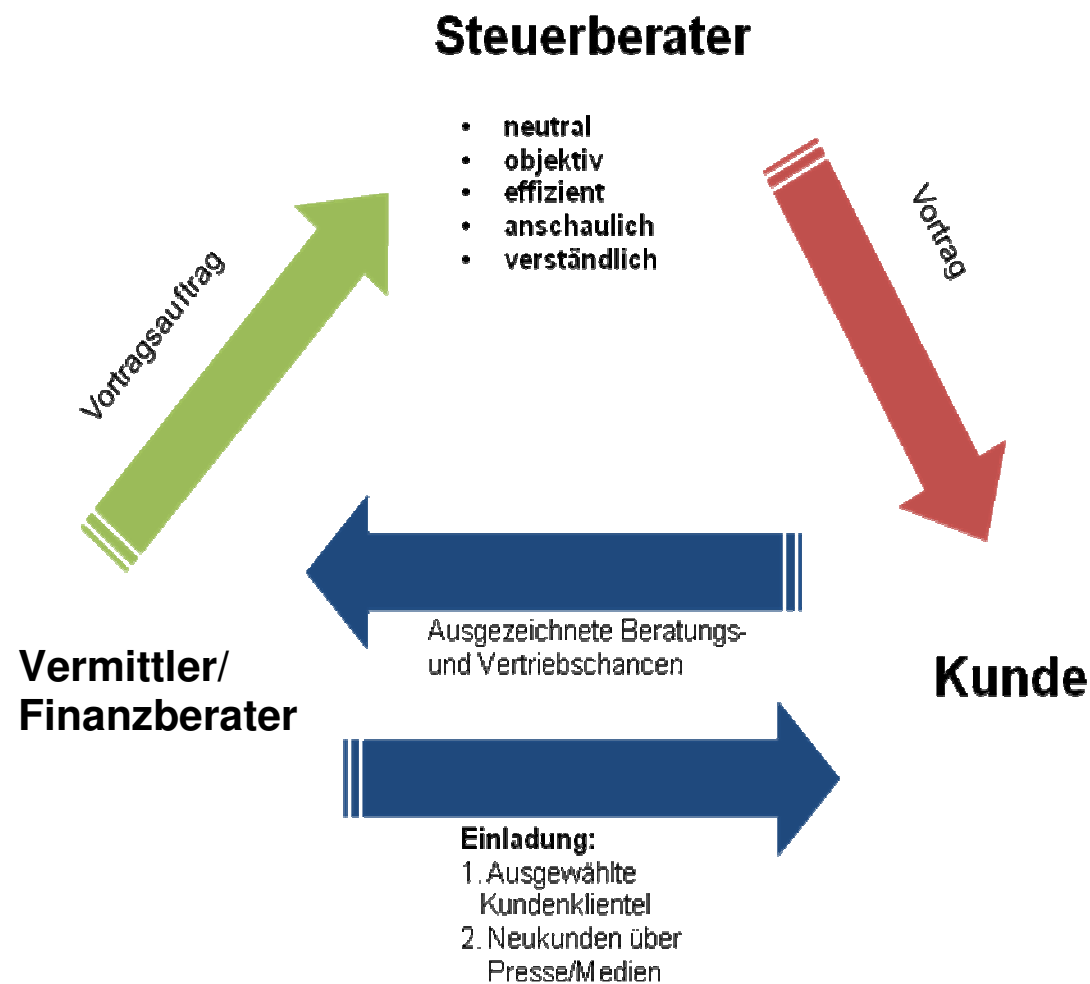 Steuerberater
• neutral
• objektiv
• effizient
• anschaulich
• verständlich
Vortragsauftrag
Vortrag
Ausgezeichnete Beratungs-
und Vertriebschancen
Vermittler/
Finanzberater
Kunde
Einladung:
1. Ausgewählte
Kundenklientel
2. Neukunden über
Presse/Medien